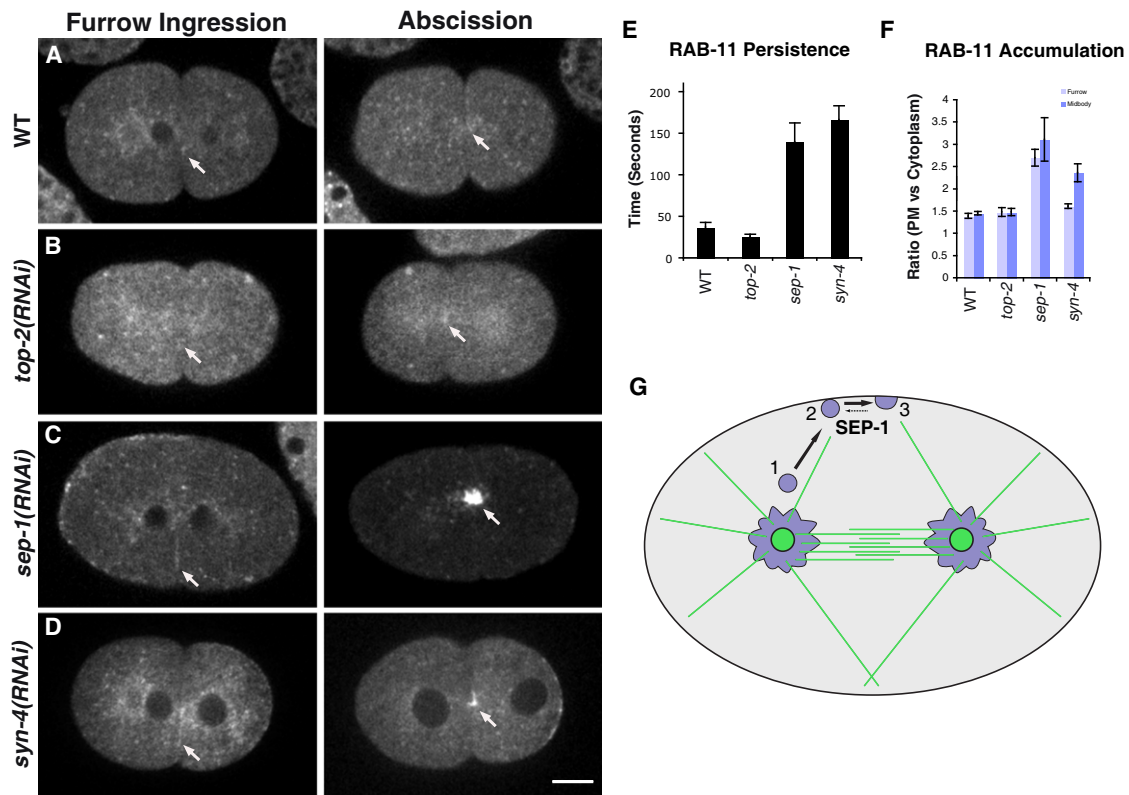 Furrow Ingression
Abscission
A
WT
B
top-2(RNAi)
C
sep-1(RNAi)
D
syn-4(RNAi)
E
RAB-11 Persistence
Time (Seconds)
200
150
100
50
0
WT
top-2
sep-1
syn-4
F
RAB-11 Accumulation
Furrow
Midbody
Ratio (PM vs Cytoplasm)
4
3.5
3
2.5
2
1.5
1
0.5
0
WT
top-2
sep-1
syn-4
G
1
2
3
SEP-1